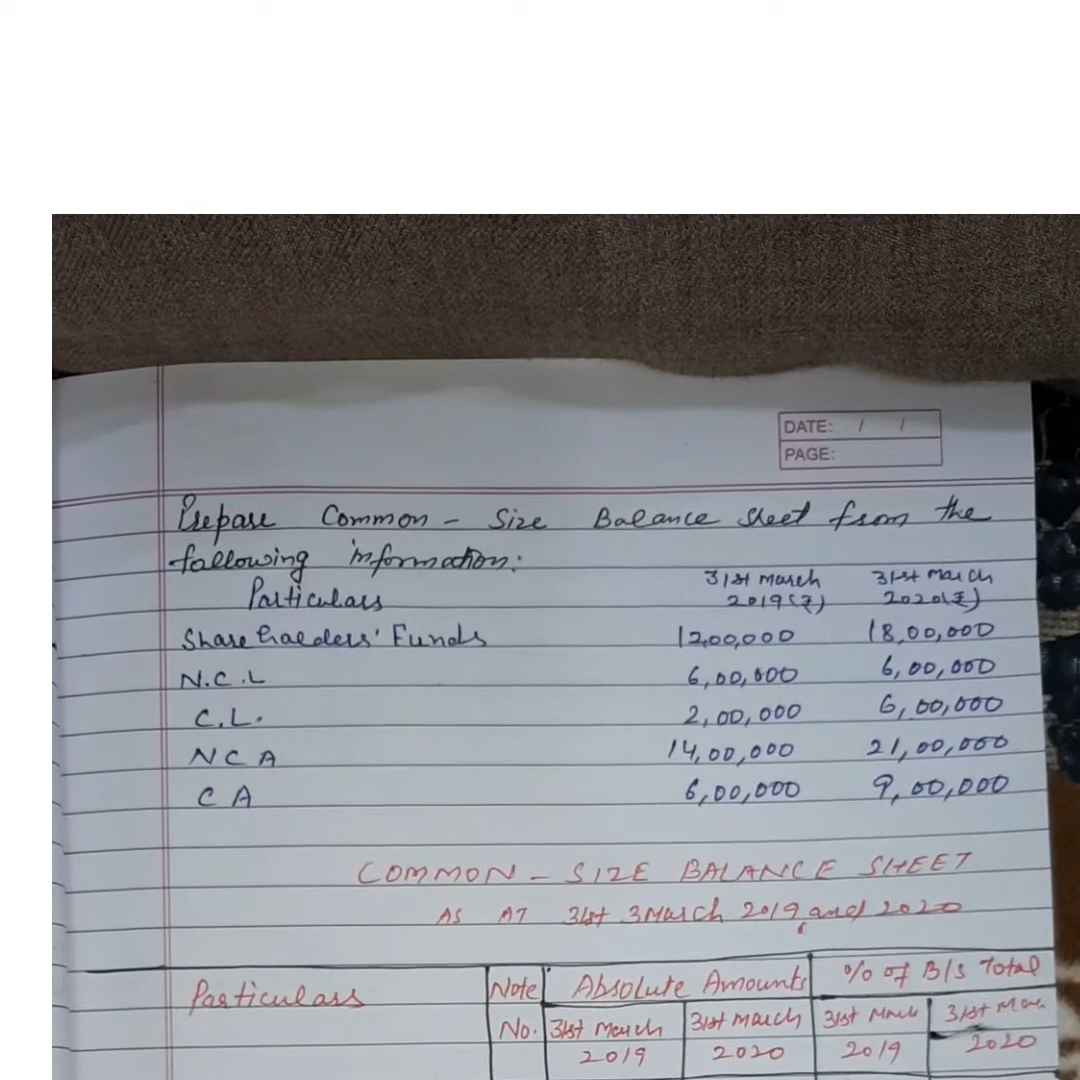 DATE: / /
PAGE:
Prepare Common - Size Balance sheet from the
following information:
Particulars 31st March 2019(₹) 31st March 2020(₹)
Shareholders' Funds 12,00,000 18,00,000
N.C.L 6,00,000 6,00,000
C.L. 2,00,000 6,00,000
NCA 14,00,000 21,00,000
CA 6,00,000 9,00,000
COMMON - SIZE BALANCE SHEET
AS AT 31st 3March 2019 and 2020
Particulars Note No. Absolute Amounts % of B/S Total
31st March 2019 31st March 2020 31st March 2019 31st Mar 2020